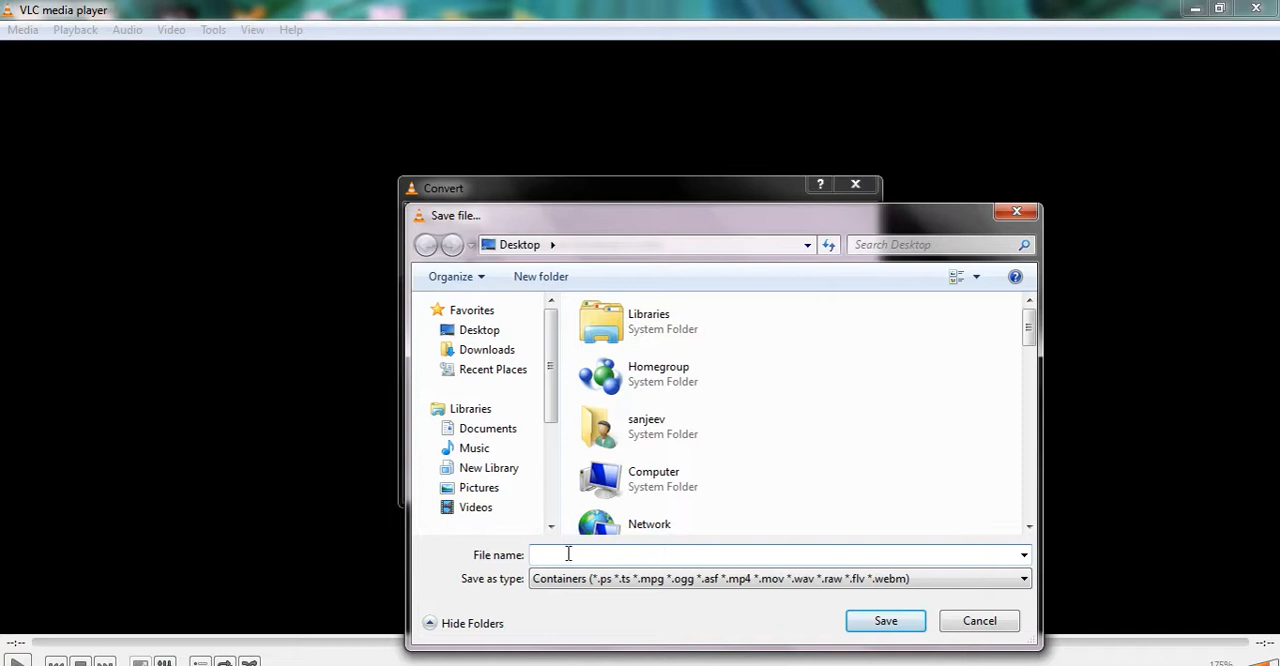 VLC media player
Media Playback Audio Video Tools View Help
Convert
?
Save file...
Desktop
Search Desktop
Organize New folder
Favorites
Desktop
Downloads
Recent Places
Libraries
Documents
Music
New Library
Pictures
Videos
Libraries
System Folder
Homegroup
System Folder
sanjeev
System Folder
Computer
System Folder
Network
File name:
Save as type: Containers (*.ps *.ts *.mpg *.ogg *.asf *.mp4 *.mov *.wav *.raw *.flv *.webm)
Hide Folders Save Cancel
--:-- --:--
175%